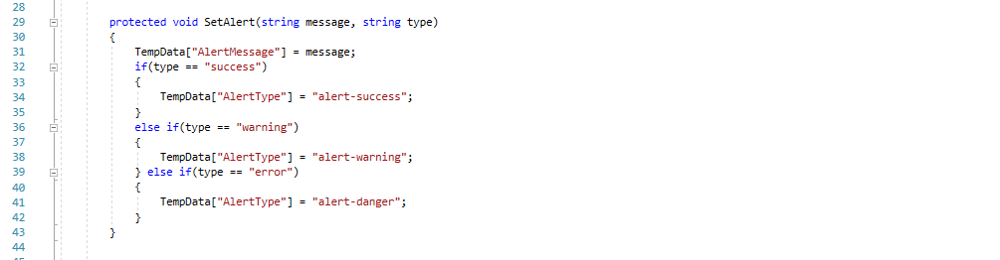 28
29 protected void SetAlert(string message, string type)
30 {
31 TempData["AlertMessage"] = message;
32 if(type == "success")
33 {
34 TempData["AlertType"] = "alert-success";
35 }
36 else if(type == "warning")
37 {
38 TempData["AlertType"] = "alert-warning";
39 } else if(type == "error")
40 {
41 TempData["AlertType"] = "alert-danger";
42 }
43 }
44